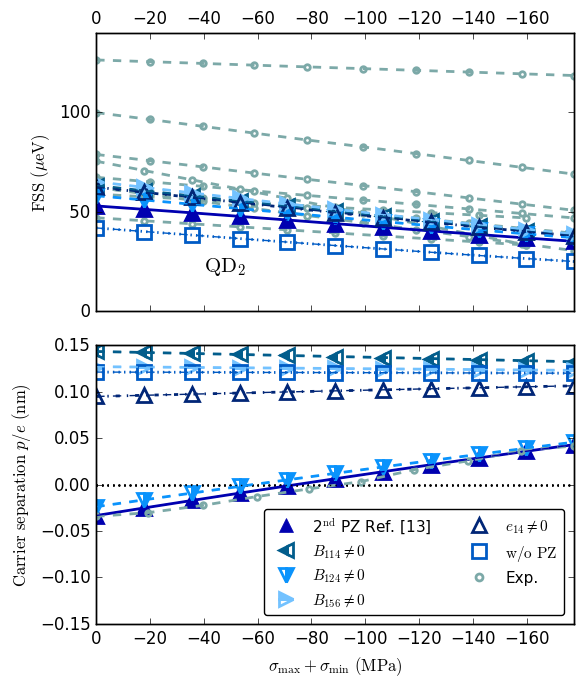 0 −20 −40 −60 −80 −100 −120 −140 −160
FSS (μeV)
100
50
0
QD₂
Carrier separation p/e (nm)
0.15
0.10
0.05
0.00
−0.05
−0.10
−0.15
2ⁿᵈ PZ Ref. [13]
B₁₁₄≠0
B₁₂₄≠0
B₁₅₆≠0
e₁₄≠0
w/o PZ
Exp.
0 −20 −40 −60 −80 −100 −120 −140 −160
σₘₐₓ + σₘᵢₙ (MPa)